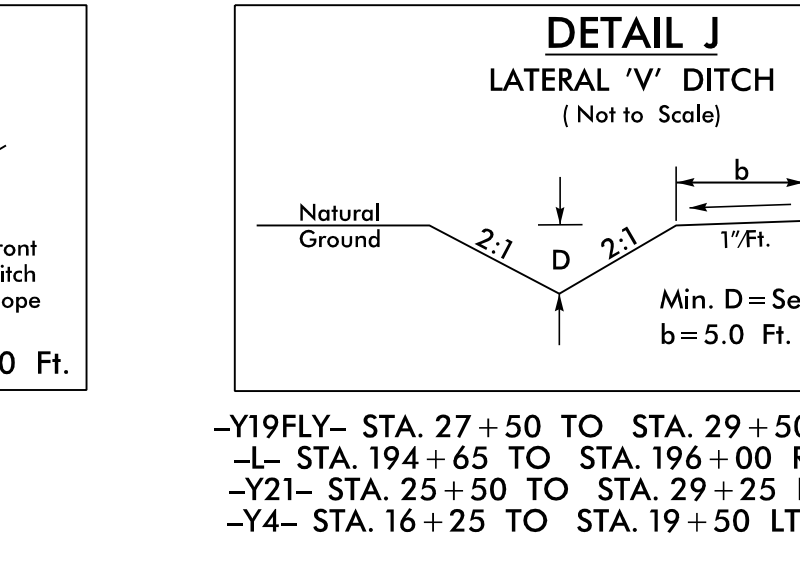 ront
itch
ope
0 Ft.
DETAIL J
LATERAL 'V' DITCH
( Not to Scale)
b
Natural
Ground
2:1
D
2:1
1"/Ft.
Min. D = Se
b = 5.0 Ft.
–Y19FLY– STA. 27 + 50 TO STA. 29 + 50
–L– STA. 194 + 65 TO STA. 196 + 00
–Y21– STA. 25 + 50 TO STA. 29 + 25
–Y4– STA. 16 + 25 TO STA. 19 + 50 LT